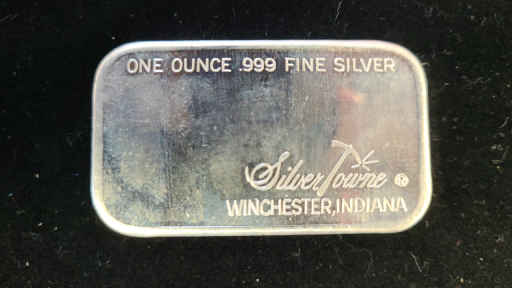 ONE OUNCE .999 FINE SILVER
SilverTowne ®
WINCHESTER, INDIANA